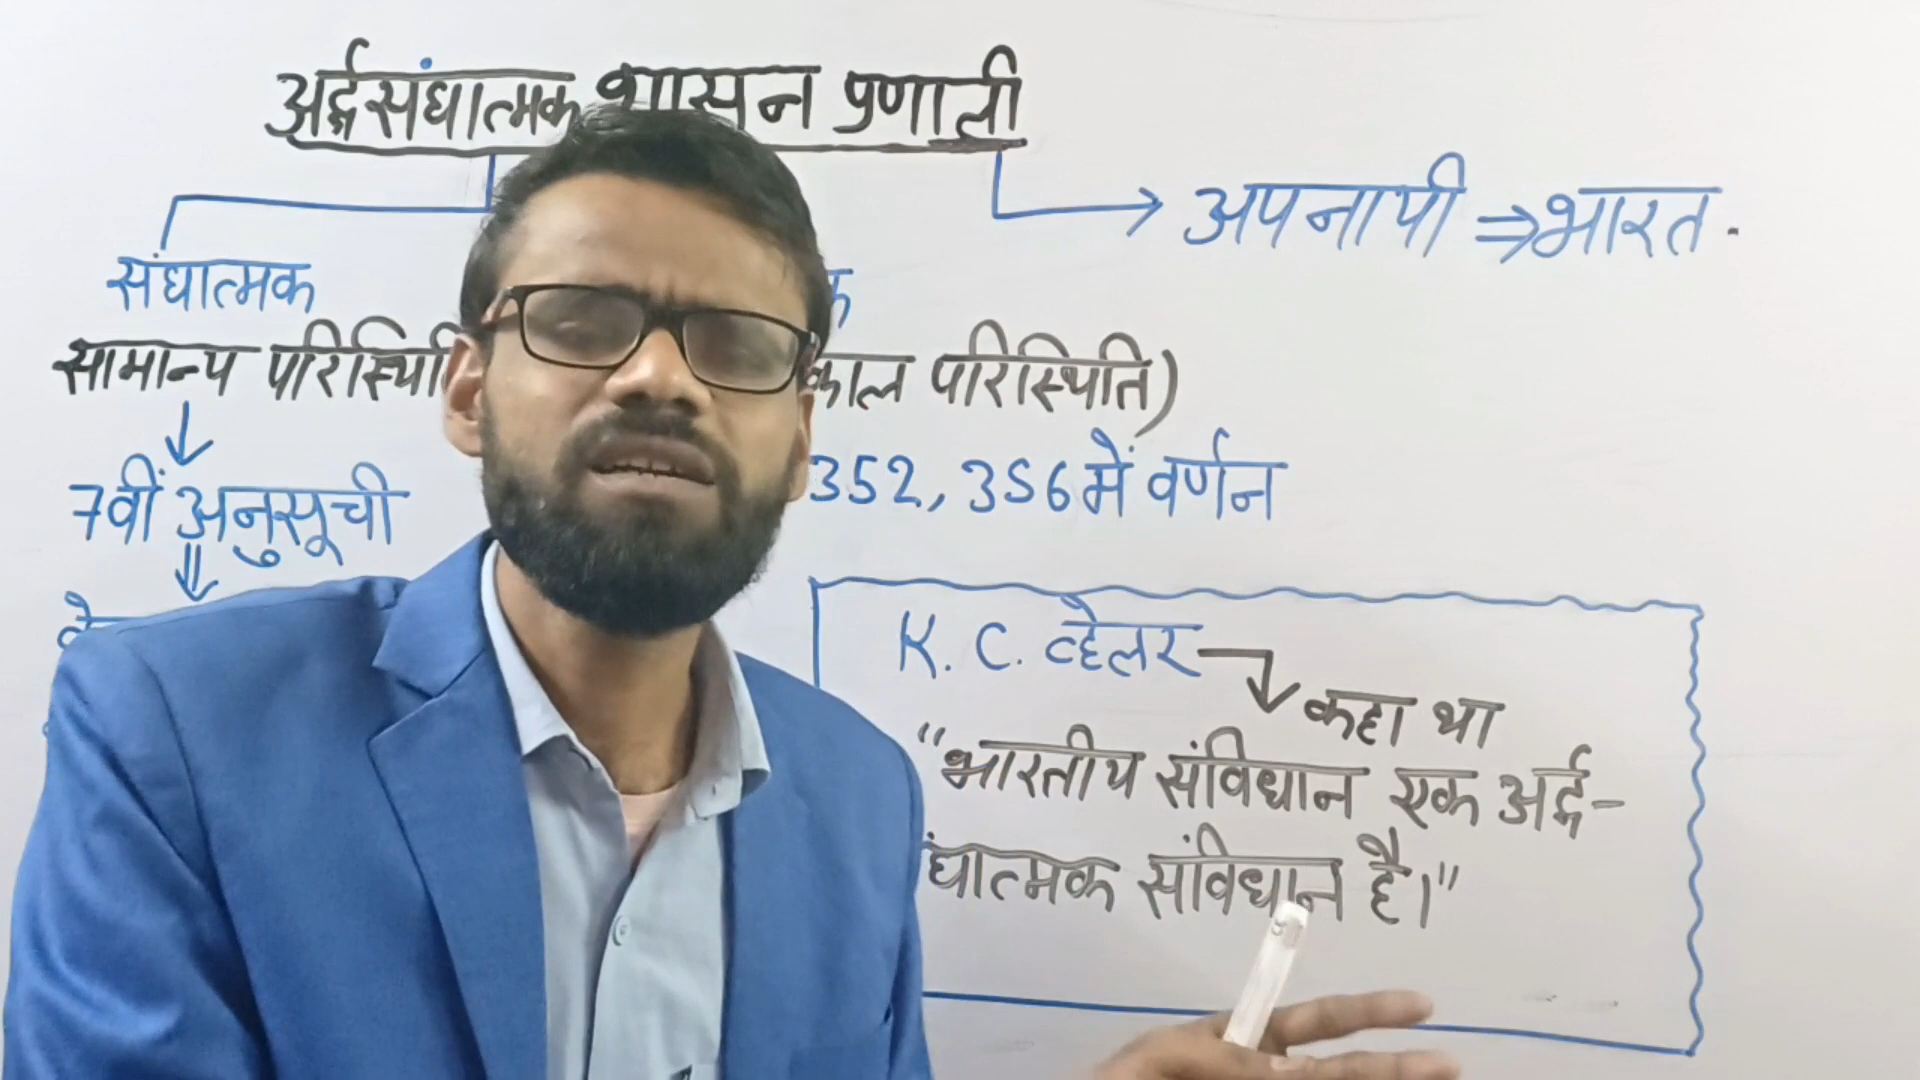 अर्द्धसंघात्मक शासन प्रणाली
अपनायी ⇒ भारत.
संघात्मक
सामान्य परिस्थिति
परिस्थिति)
7वीं अनुसूची
352, 356 में वर्णन
K. C. व्हेलर
कहा था
"भारतीय संविधान एक अर्द्ध-
संविधान है।"